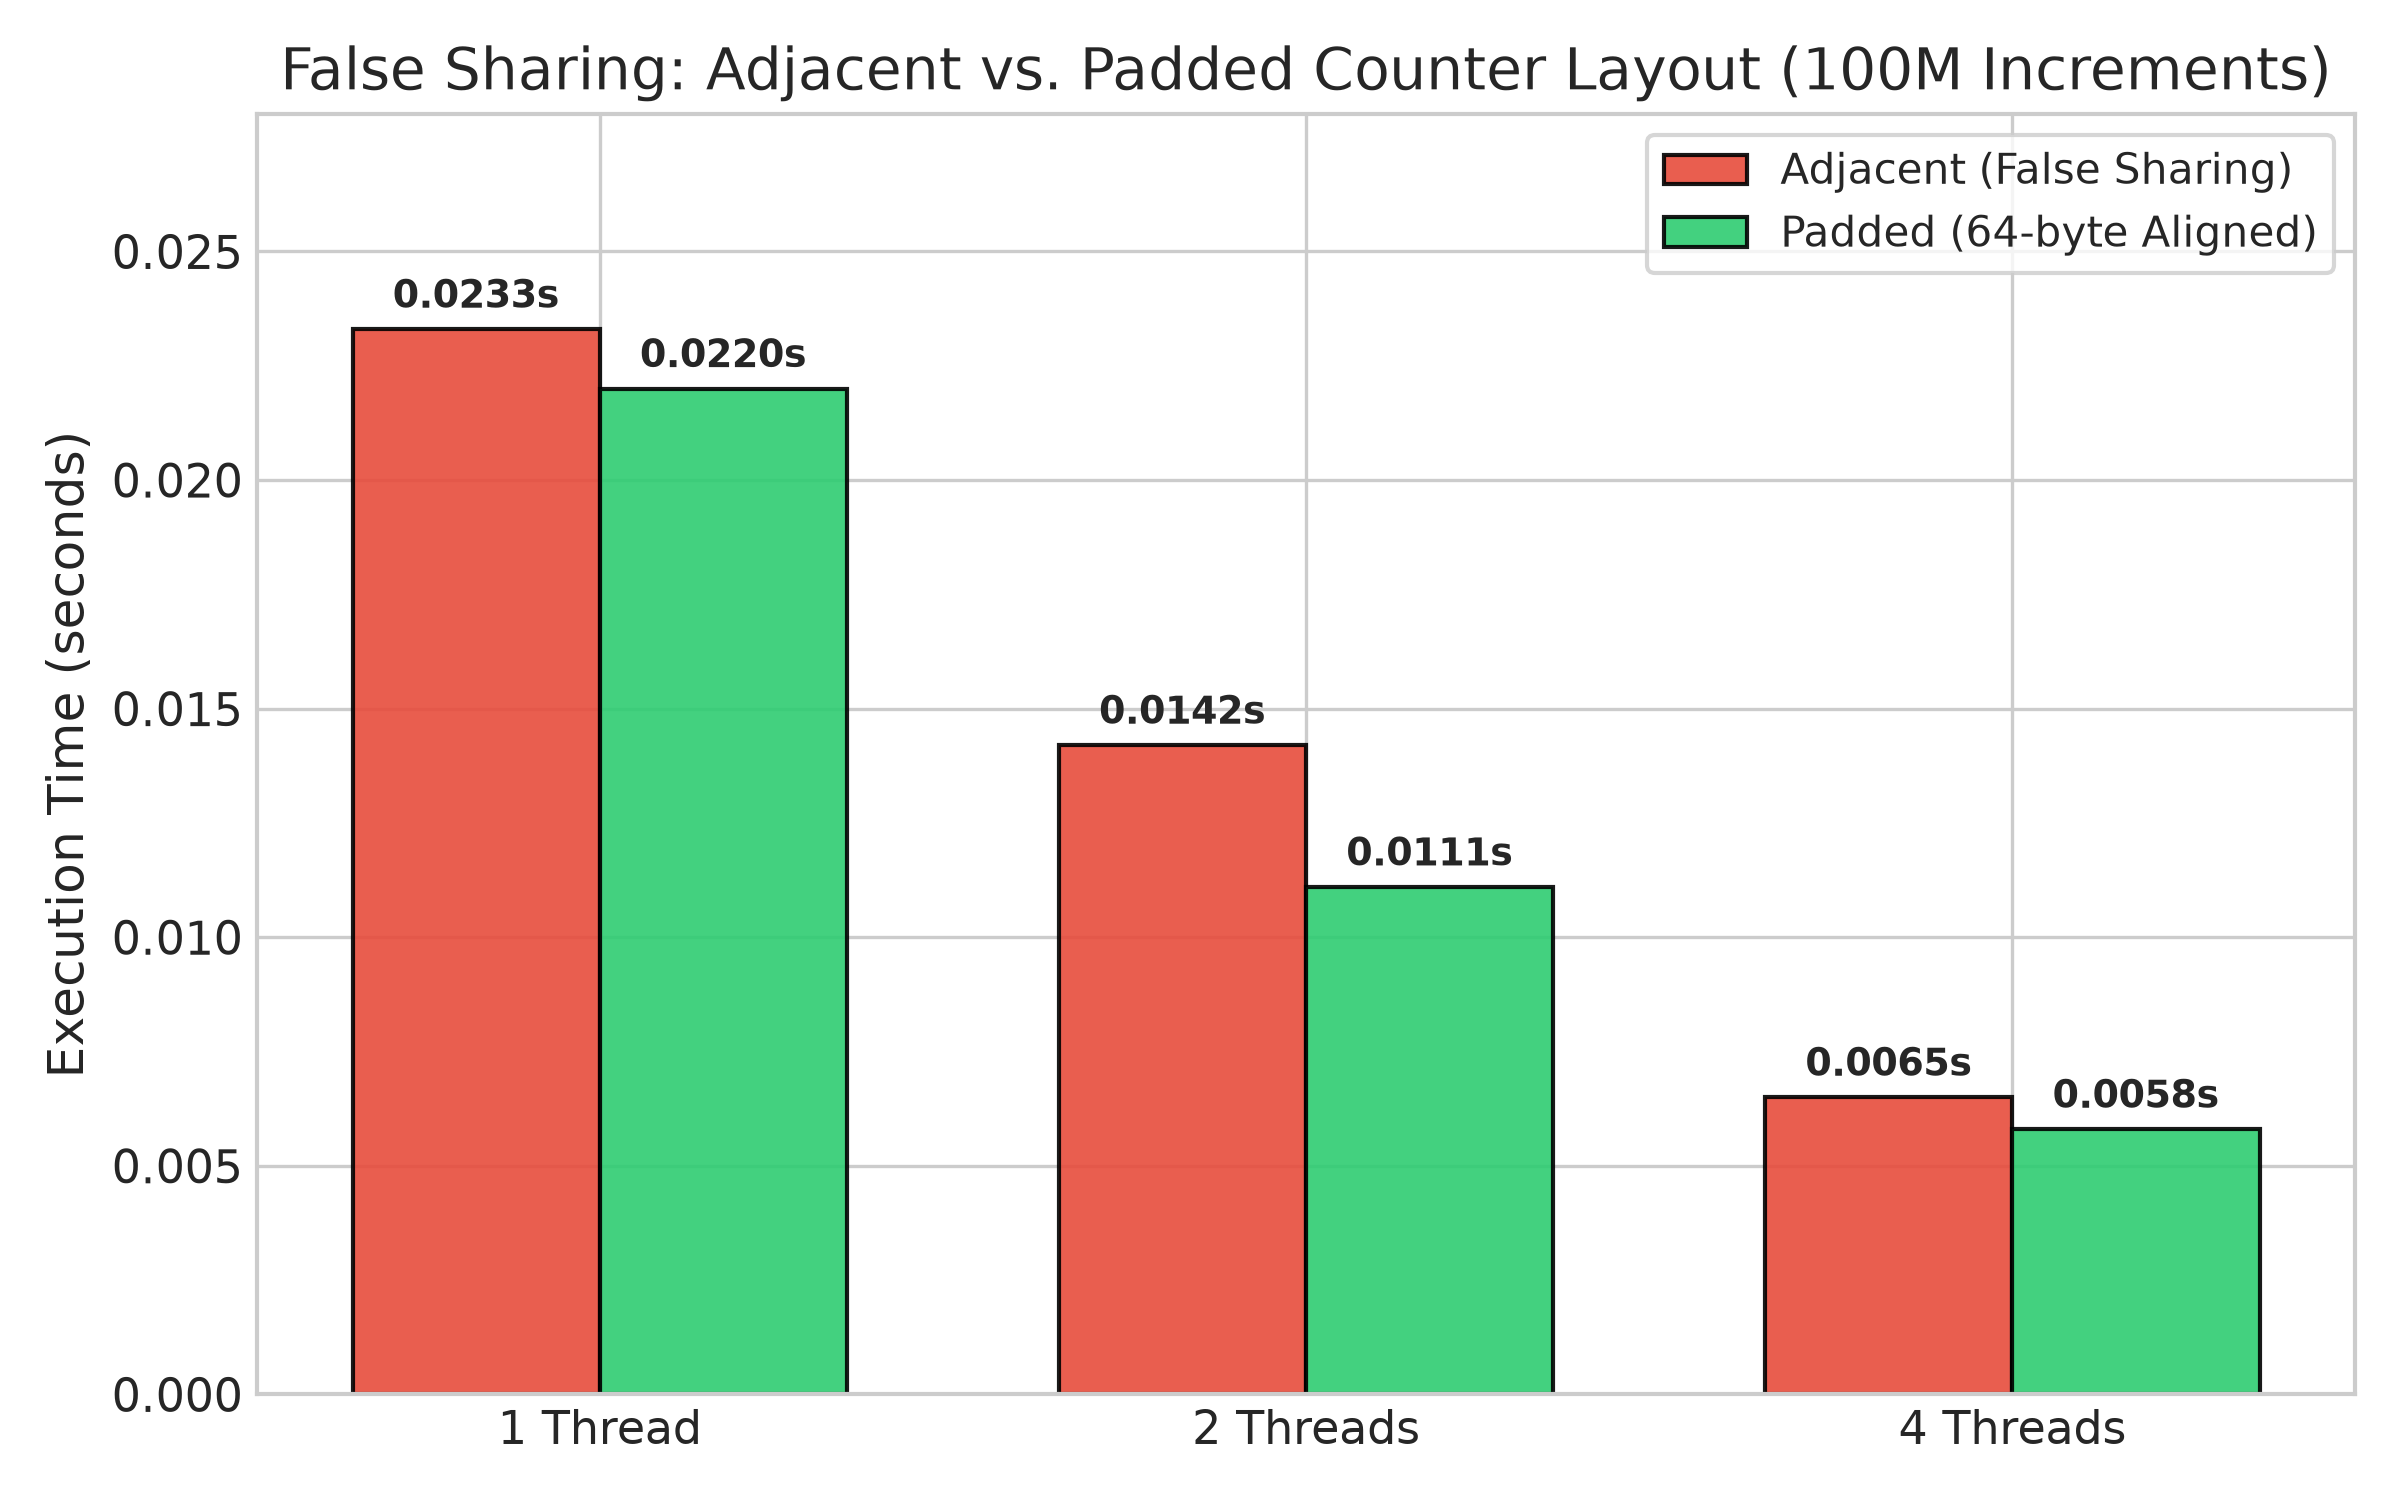 False Sharing: Adjacent vs. Padded Counter Layout (100M Increments)
Adjacent (False Sharing)
Padded (64-byte Aligned)
Execution Time (seconds)
0.025
0.020
0.015
0.010
0.005
0.000
0.0233s
0.0220s
0.0142s
0.0111s
0.0065s
0.0058s
1 Thread
2 Threads
4 Threads